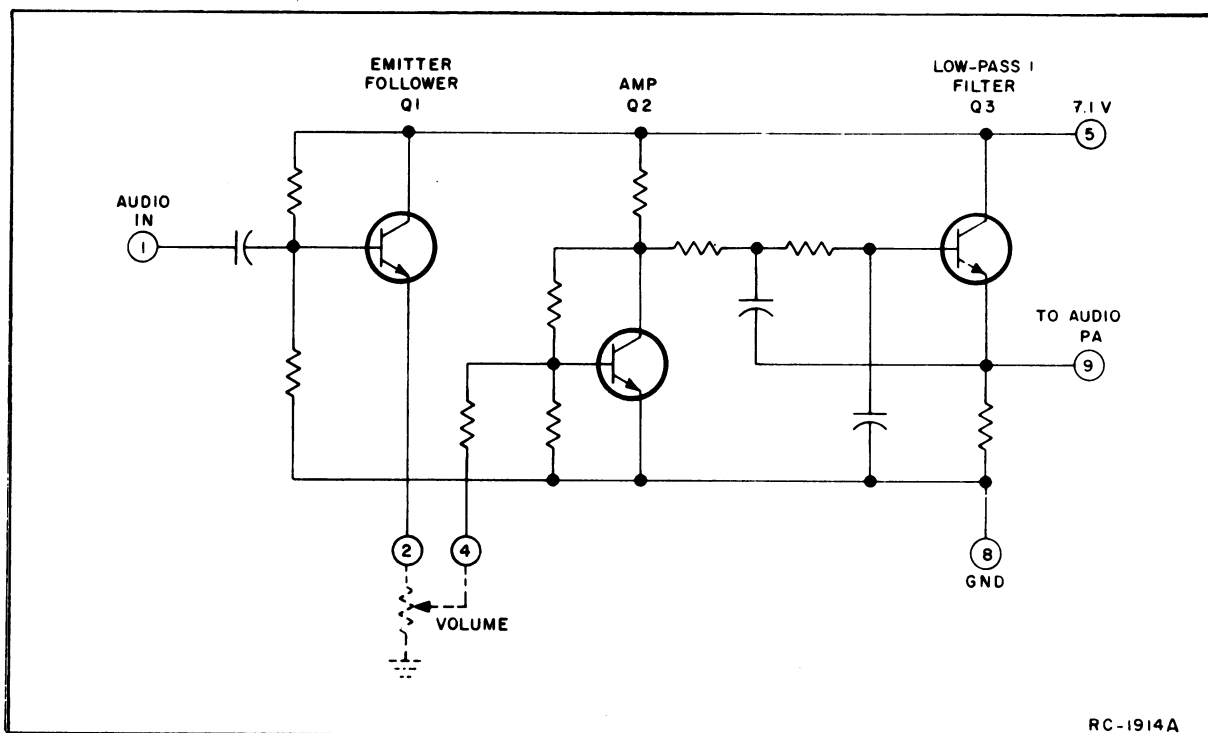 EMITTER
FOLLOWER
Q1
AMP
Q2
LOW-PASS
FILTER
Q3
7.1 V
5
AUDIO
IN
1
TO AUDIO
PA
9
2
4
8
GND
VOLUME
RC-1914A